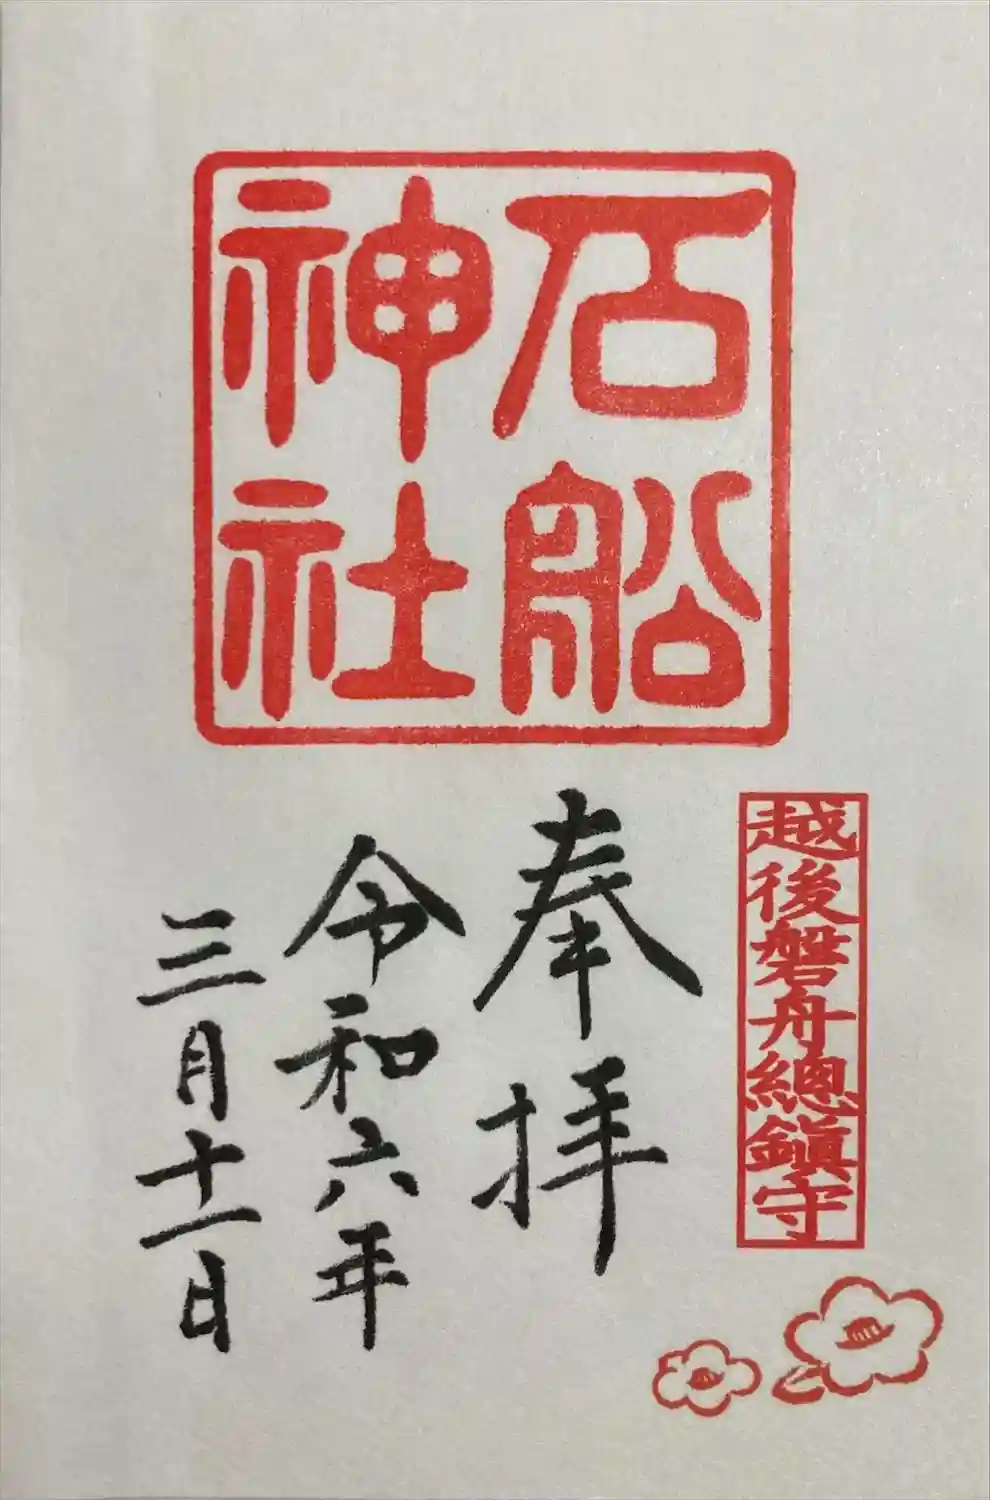 石船
神社
越後磐舟總鎮守
奉拝
令和六年
三月十一日